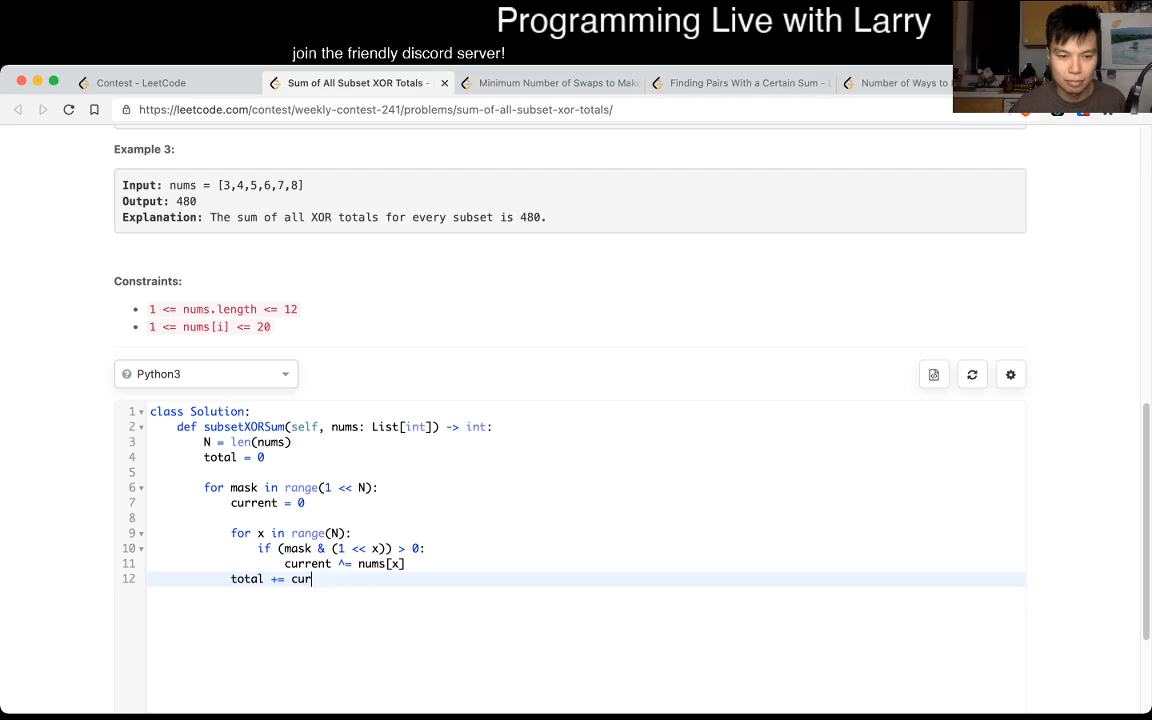 Programming Live with Larry
join the friendly discord server!
Contest - LeetCode
Sum of All Subset XOR Totals -
Minimum Number of Swaps to Make
Finding Pairs With a Certain Sum - L
Number of Ways to
https://leetcode.com/contest/weekly-contest-241/problems/sum-of-all-subset-xor-totals/
Example 3:
Input: nums = [3,4,5,6,7,8]
Output: 480
Explanation: The sum of all XOR totals for every subset is 480.
Constraints:
1 <= nums.length <= 12
1 <= nums[i] <= 20
Python3
1 class Solution:
2 def subsetXORSum(self, nums: List[int]) -> int:
3 N = len(nums)
4 total = 0
5
6 for mask in range(1 << N):
7 current = 0
8
9 for x in range(N):
10 if (mask & (1 << x)) > 0:
11 current ^= nums[x]
12 total += cur